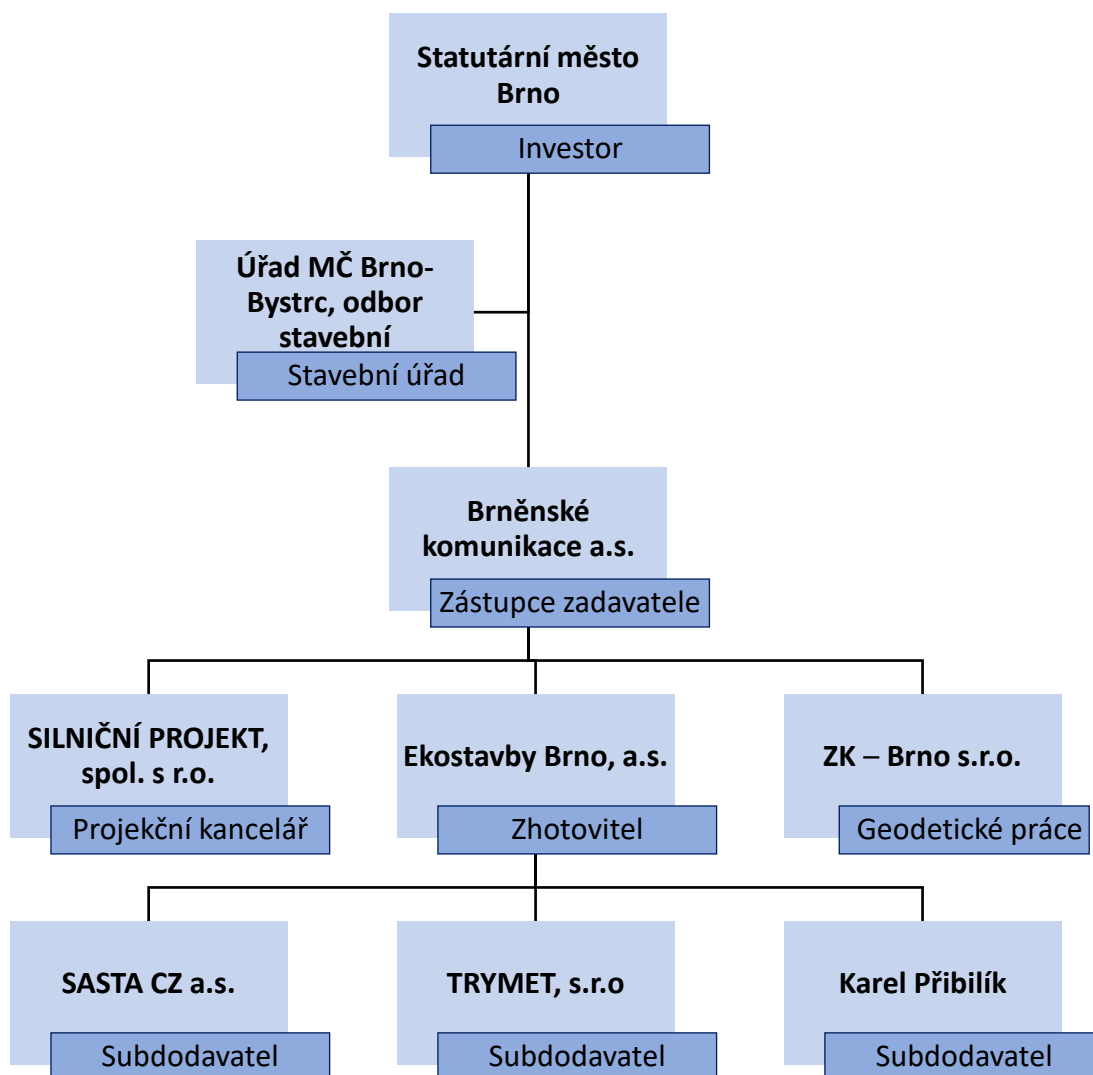 Statutární město
Brno
Investor
Úřad MČ Brno-
Bystrc, odbor
stavební
Stavební úřad
Brněnské
komunikace a.s.
Zástupce zadavatele
SILNIČNÍ PROJEKT,
spol. s r.o.
Projekční kancelář
Ekostavby Brno, a.s.
Zhotovitel
ZK – Brno s.r.o.
Geodetické práce
SASTA CZ a.s.
Subdodavatel
TRYMET, s.r.o
Subdodavatel
Karel Přibilík
Subdodavatel